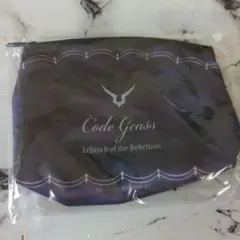 Code Geass
Lelouch of the Rebellion